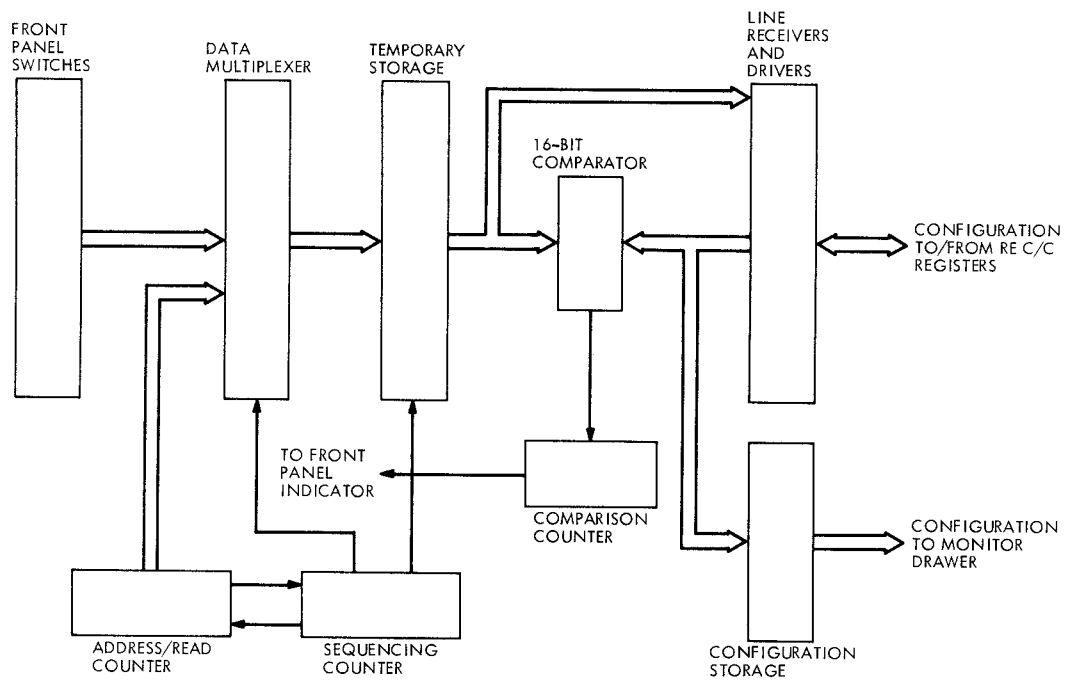 FRONT
PANEL
SWITCHES
DATA
MULTIPLEXER
TEMPORARY
STORAGE
LINE
RECEIVERS
AND
DRIVERS
16-BIT
COMPARATOR
CONFIGURATION
TO/FROM RE C/C
REGISTERS
TO FRONT
PANEL
INDICATOR
COMPARISON
COUNTER
CONFIGURATION
TO MONITOR
DRAWER
ADDRESS/READ
COUNTER
SEQUENCING
COUNTER
CONFIGURATION
STORAGE